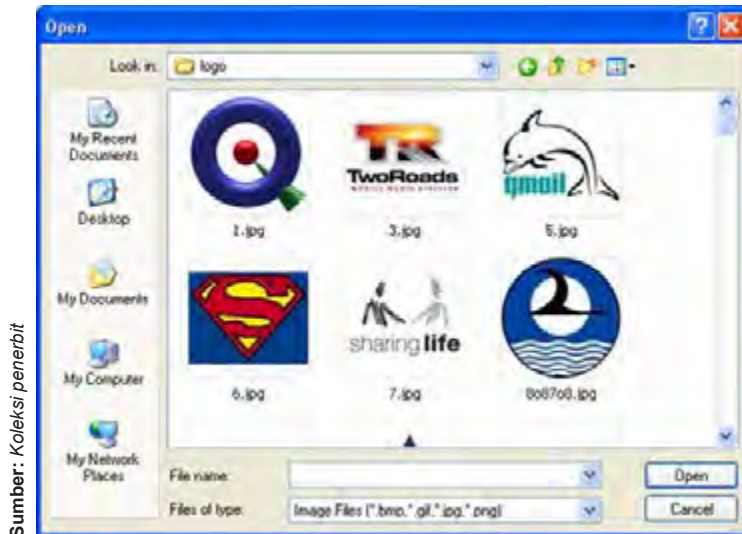 Open
Look in:
logo
My Recent
Documents
Desktop
My Documents
My Computer
My Network
Places
TR
TwoRoads
qmail
1.jpg
3.jpg
5.jpg
S
sharing life
6.jpg
7.jpg
8o87o8.jpg
File name:
Open
Files of type:
Image Files (*.bmp,*.gif,*.jpg,*.png)
Cancel
Sumber: Koleksi penerbit